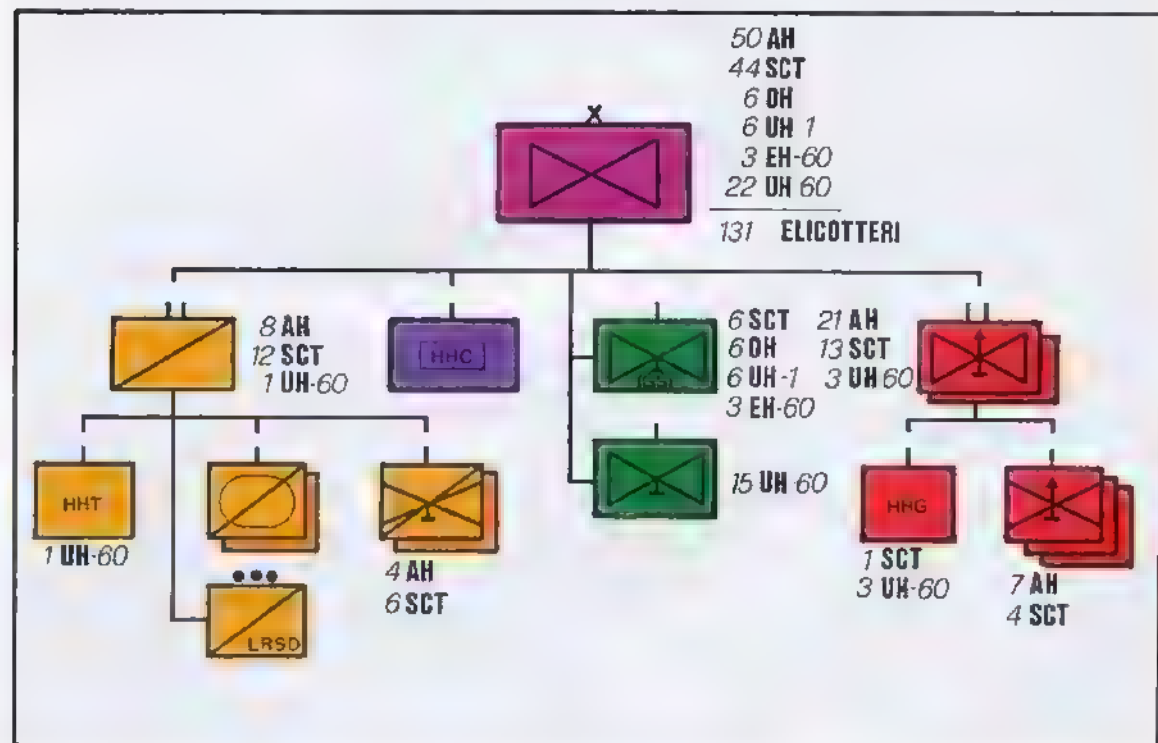 50 AH
44 SCT
6 OH
6 UH 1
3 EH-60
22 UH 60
131 ELICOTTERI
X
8 AH
12 SCT
1 UH-60
HHC
6 SCT
6 OH
6 UH-1
3 EH-60
21 AH
13 SCT
3 UH 60
HHT
1 UH-60
4 AH
6 SCT
LRSD
15 UH-60
HHG
1 SCT
3 UH-60
7 AH
4 SCT